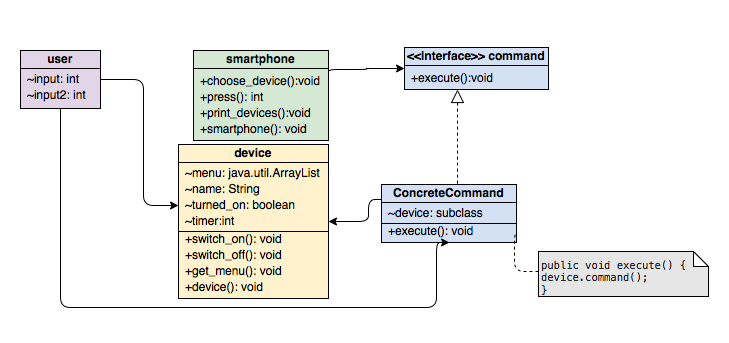 user
~input: int
~input2: int
smartphone
+choose_device():void
+press(): int
+print_devices():void
+smartphone(): void
<<Interface>> command
+execute():void
device
~menu: java.util.ArrayList
~name: String
~turned_on: boolean
~timer:int
+switch_on(): void
+switch_off(): void
+get_menu(): void
+device(): void
ConcreteCommand
~device: subclass
+execute(): void
public void execute() {
device.command();
}